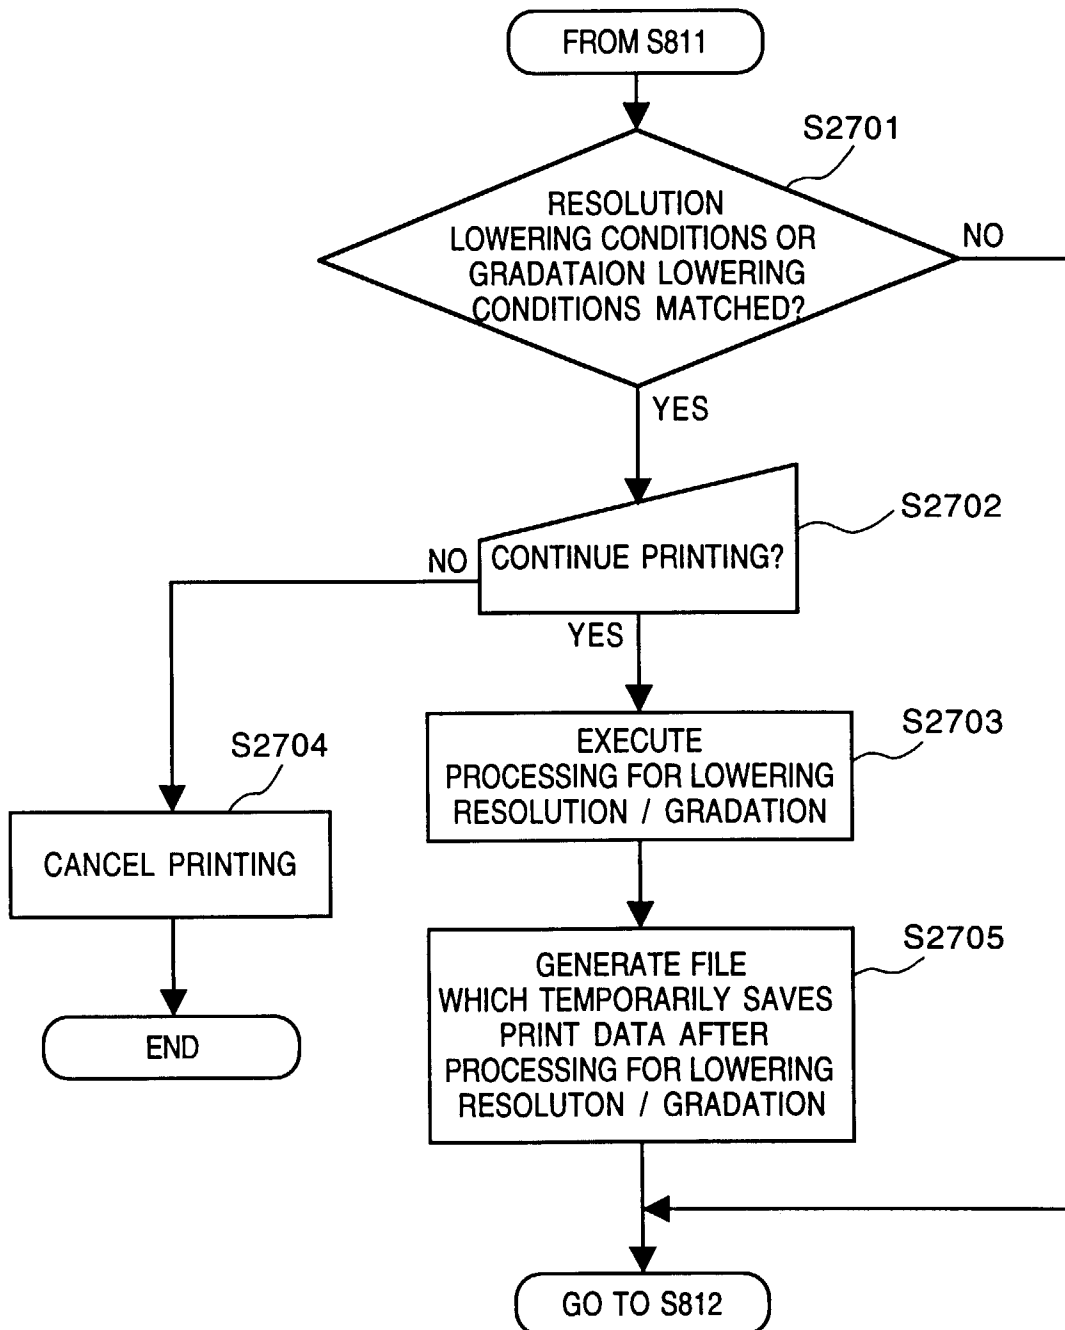 FROM S811
S2701
RESOLUTION
LOWERING CONDITIONS OR
GRADATAION LOWERING
CONDITIONS MATCHED?
NO
YES
S2702
CONTINUE PRINTING?
NO
YES
S2703
EXECUTE
PROCESSING FOR LOWERING
RESOLUTION / GRADATION
S2704
CANCEL PRINTING
S2705
GENERATE FILE
WHICH TEMPORARILY SAVES
PRINT DATA AFTER
PROCESSING FOR LOWERING
RESOLUTON / GRADATION
END
GO TO S812